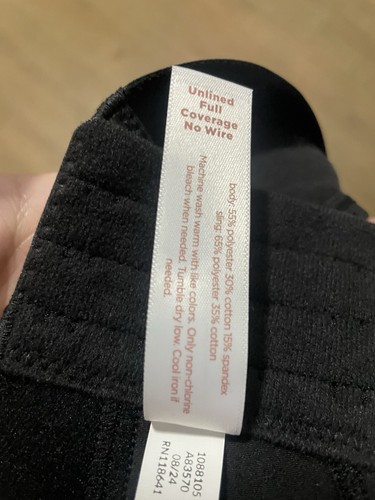 Unlined
Full
Coverage
No Wire
body: 55% polyester 30% cotton 15% spandex
sling: 65% polyester 35% cotton
Machine wash warm with like colors. Only non-chlorine
bleach when needed. Tumble dry low. Cool iron if
needed.
1088105
A83570
08/24
RN118641